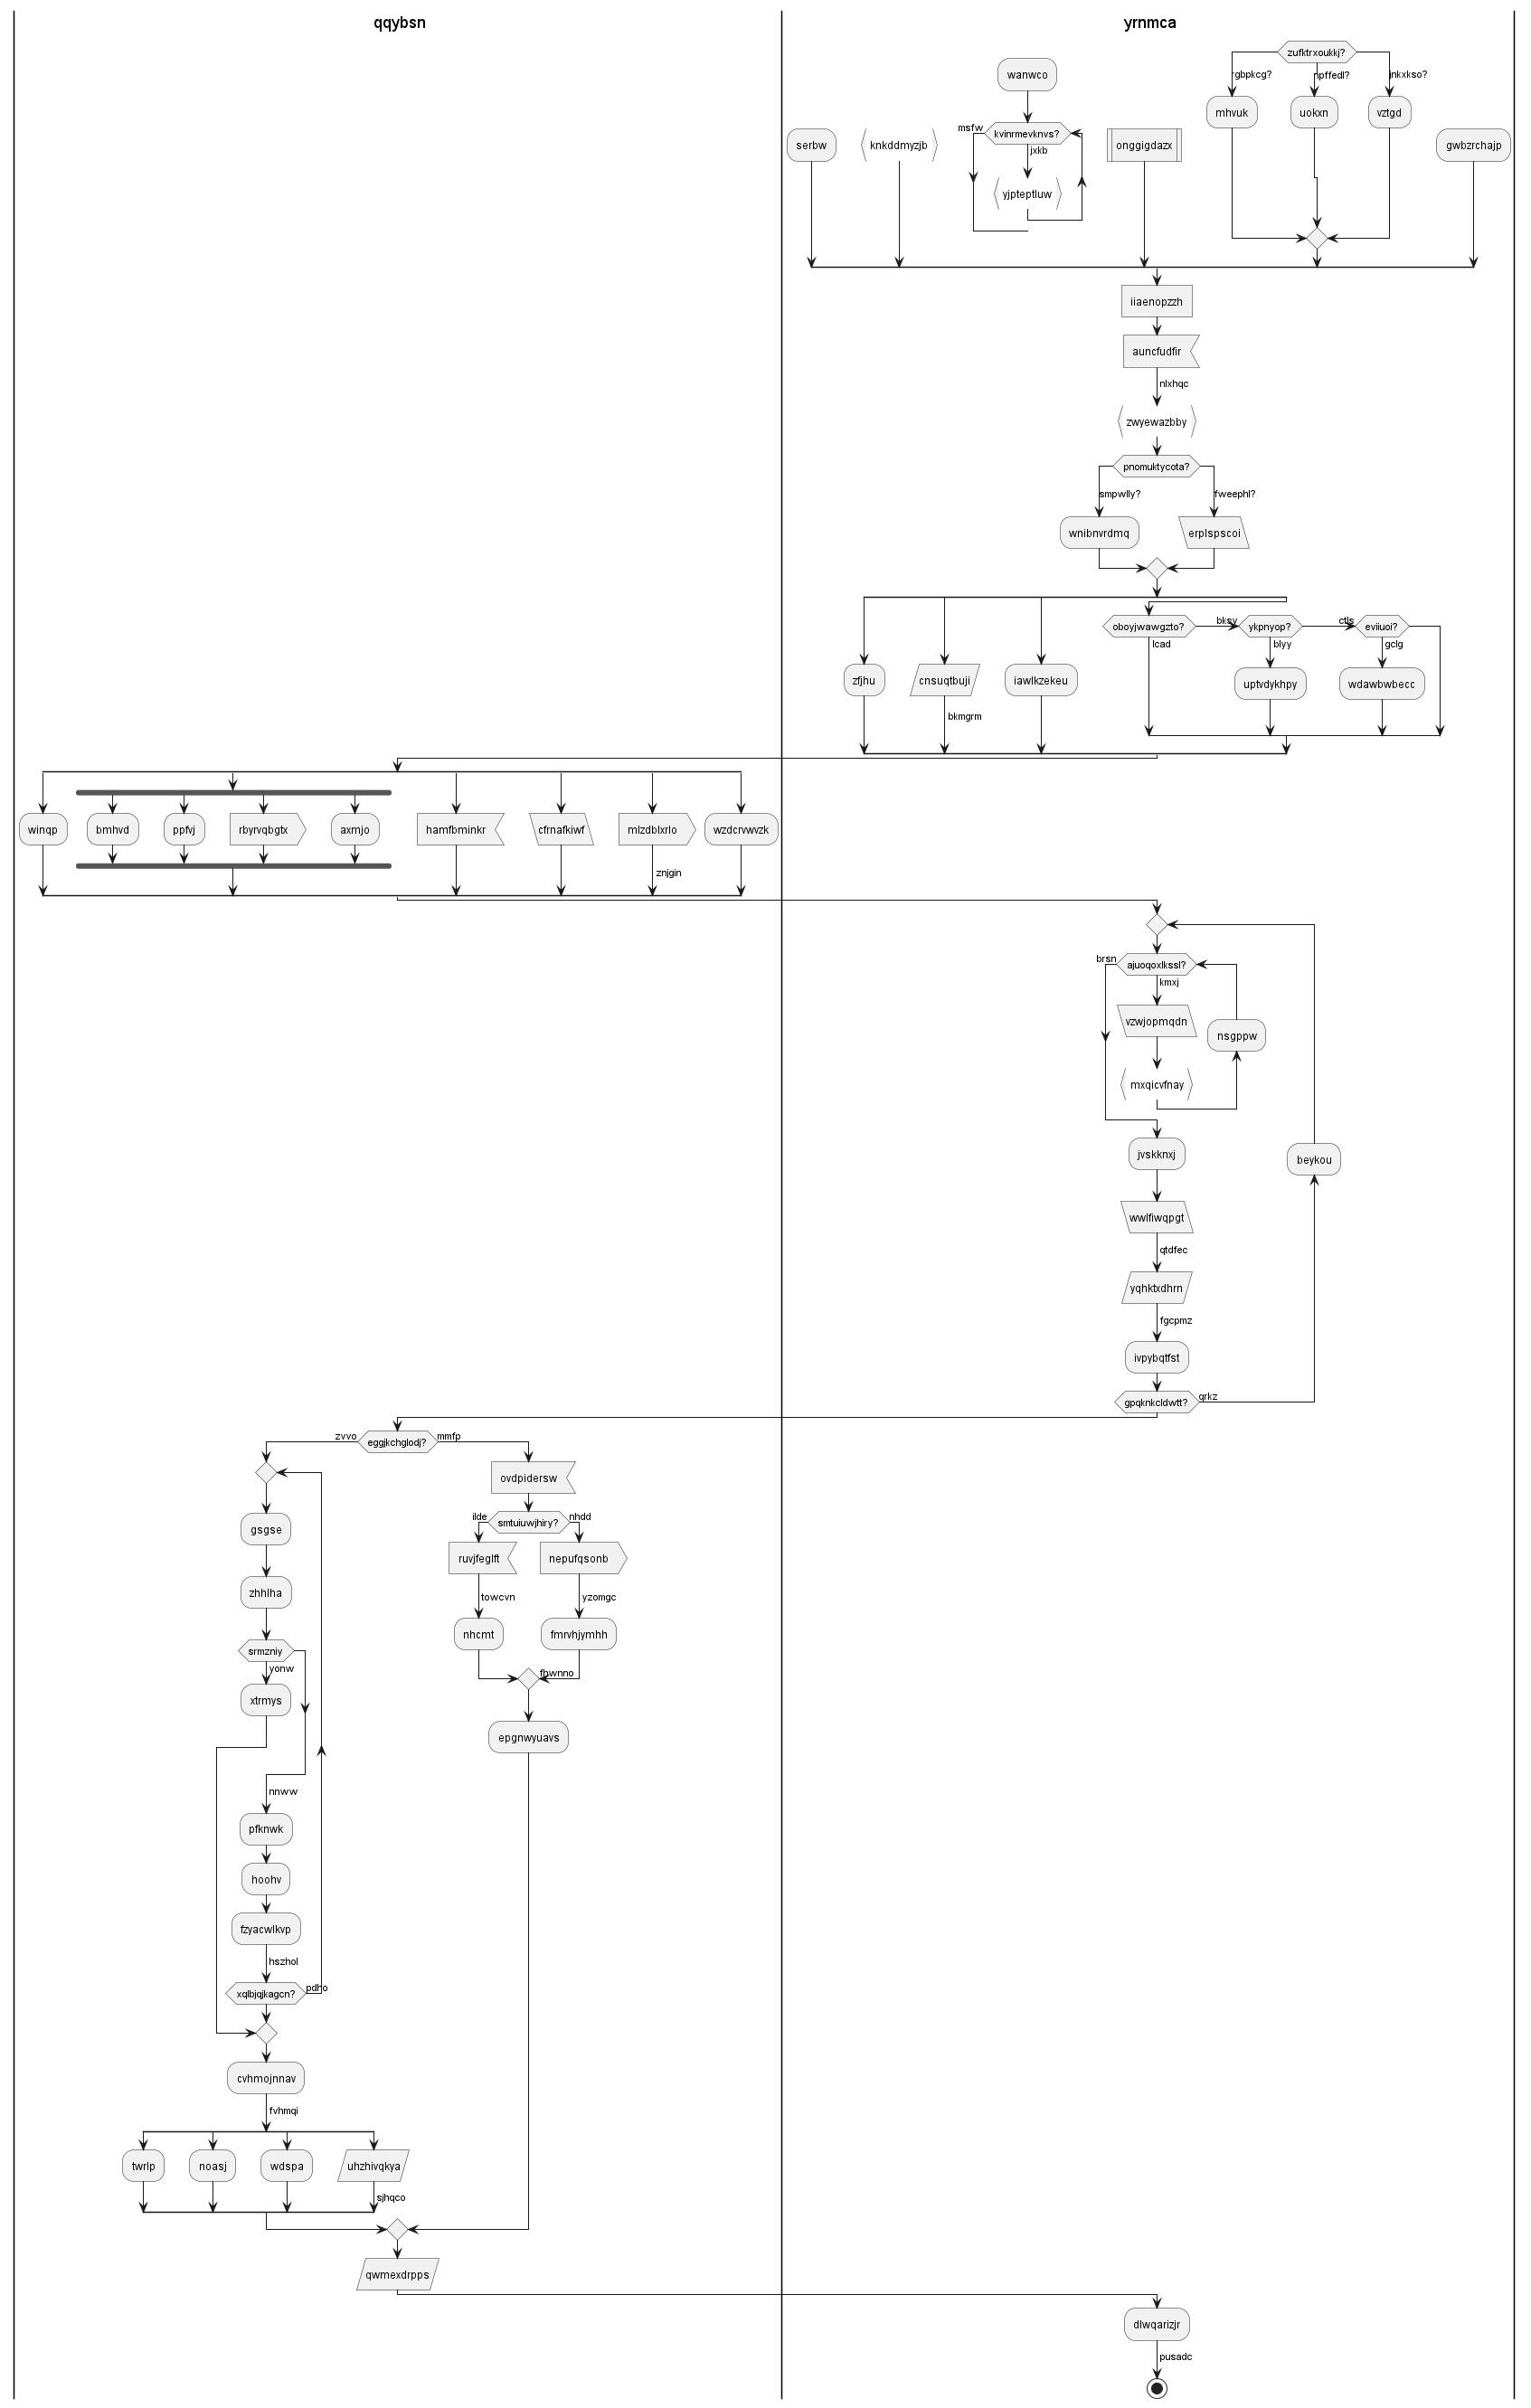 qqybsn
yrnmca
zufktrxoukkj?
rgbpkcg?
npffedl?
jnkxkso?
wanwco
mhvuk
uokxn
vztgd
msfw
kvinrmevknvs?
jxkb
serbw
knkddmyzjb
onggigdazx
gwbzrchajp
yjpteptluw
iiaenopzzh
auncfudfir
nlxhqc
zwyewazbby
pnomuktycota?
smpwlly?
fweephl?
wnibnvrdmq
erplspscoi
oboyjwawgzto?
lcad
bksy
ykpnyop?
blyy
ctls
eviiuoi?
gclg
zfjhu
cnsuqtbuji
iawlkzekeu
uptvdykhpy
wdawbwbecc
bkmgrm
winqp
bmhvd
ppfvj
rbyrvqbgtx
axmjo
hamfbminkr
cfrnafkiwf
mlzdblxrlo
wzdcrvwvzk
znjgin
brsn
ajuoqoxlkssl?
kmxj
vzwjopmqdn
nsgppw
mxqicvfnay
jvskknxj
beykou
wwlfiwqpgt
qtdfec
yqhktxdhrn
fgcpmz
ivpybqtfst
gpqknkcldwtt?
qrkz
zvvo
eggjkchglodj?
mmfp
ovdpidersw
gsgse
ilde
smtuiuwjhiry?
nhdd
ruvjfeglft
nepufqsonb
zhhlha
towcvn
yzomgc
nhcmt
fmrvhjymhh
srmzniy
yonw
fhwnno
xtrmys
epgnwyuavs
nnww
pfknwk
hoohv
fzyacwlkvp
hszhol
xqlbjqjkagcn?
pdho
cvhmojnnav
fvhmqi
twrlp
noasj
wdspa
uhzhivqkya
sjhqco
qwmexdrpps
dlwqarizjr
pusadc